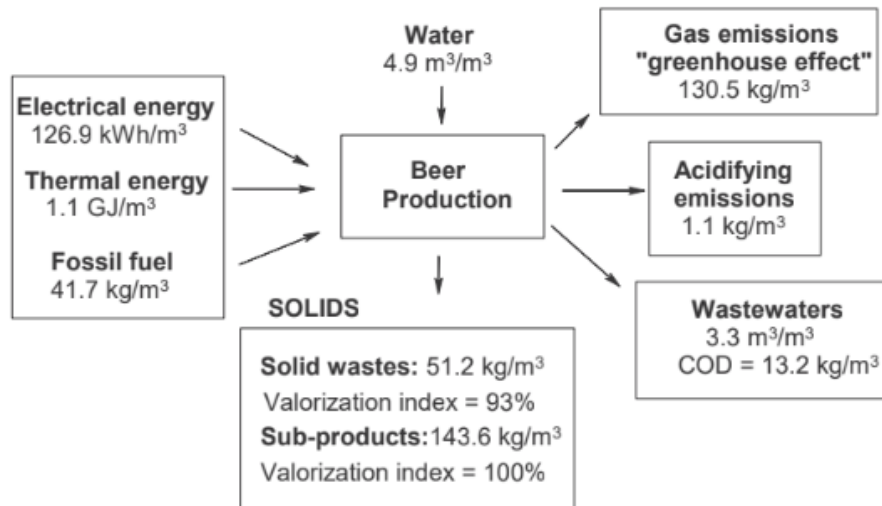 Water
4.9 m³/m³
Gas emissions
"greenhouse effect"
130.5 kg/m³
Electrical energy
126.9 kWh/m³
Thermal energy
1.1 GJ/m³
Fossil fuel
41.7 kg/m³
Beer
Production
Acidifying
emissions
1.1 kg/m³
Wastewaters
3.3 m³/m³
COD = 13.2 kg/m³
SOLIDS
Solid wastes: 51.2 kg/m³
Valorization index = 93%
Sub-products:143.6 kg/m³
Valorization index = 100%